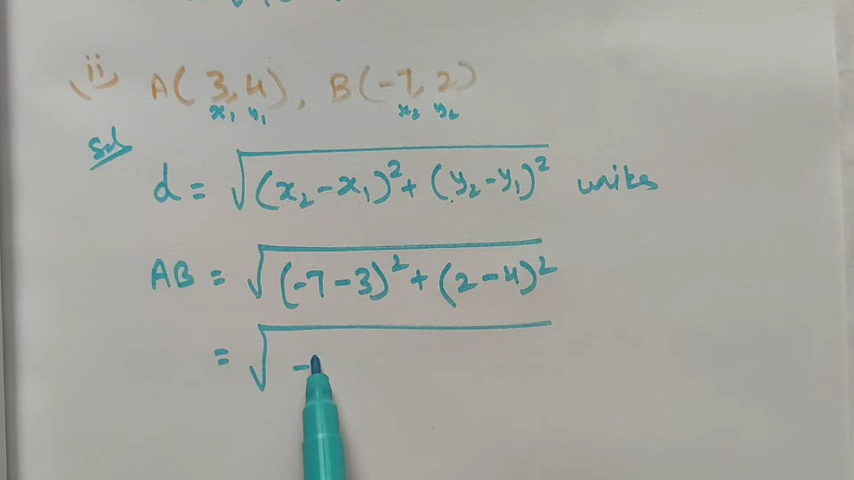 ii) A(3,4), B(-7,2)
x₁ y₁ x₂ y₂
Sol
d = √(x₂-x₁)²+(y₂-y₁)² units
AB = √(-7-3)²+(2-4)²
= √ -